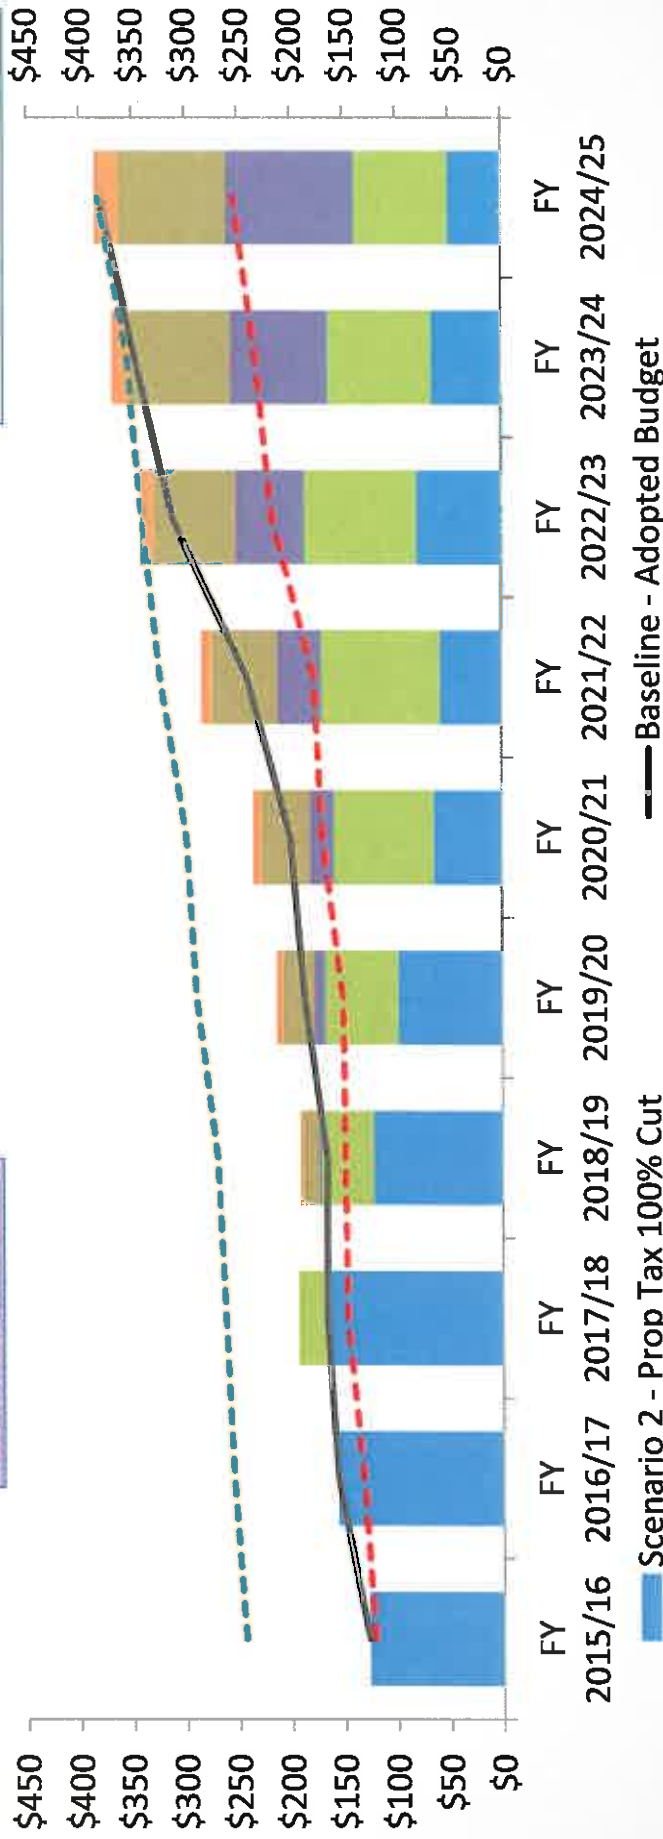 $450
$400
$350
$300
$250
$200
$150
$100
$50
$0
$450
$400
$350
$300
$250
$200
$150
$100
$50
$0
FY
2015/16
FY
2016/17
FY
2017/18
FY
2018/19
FY
2019/20
FY
2020/21
FY
2021/22
FY
2022/23
FY
2023/24
FY
2024/25
Scenario 2 - Prop Tax 100% Cut
Baseline - Adopted Budget